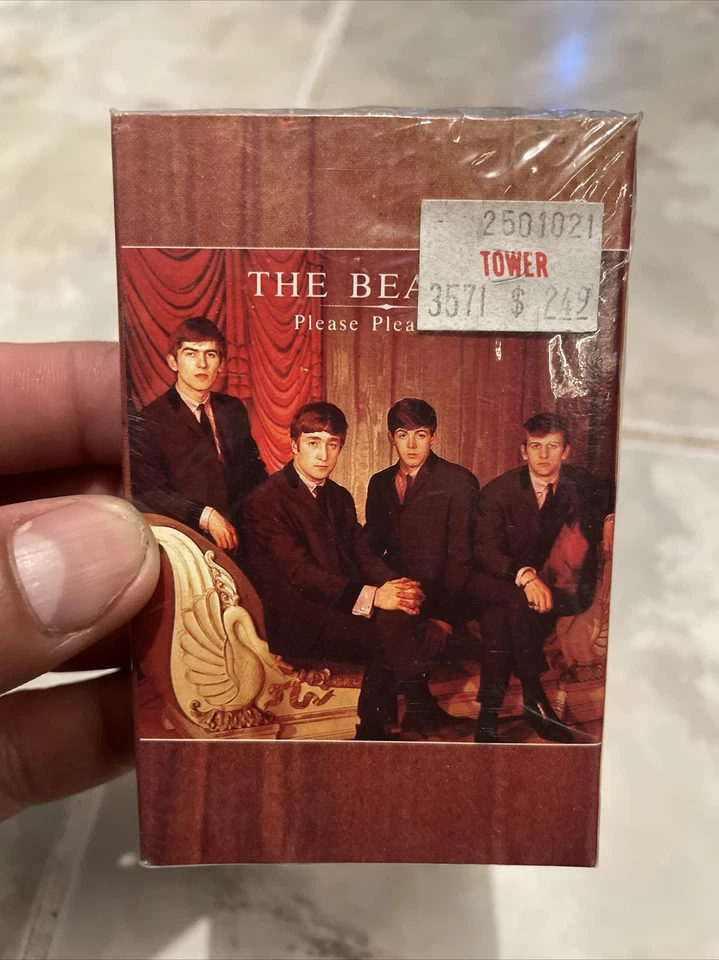 2501021
TOWER
3571 $ 2.49
THE BEA
Please Plea